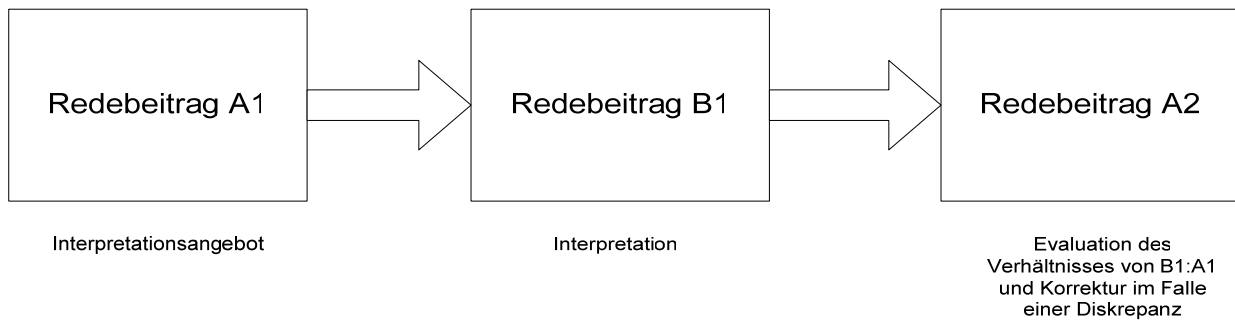 Redebeitrag A1
Redebeitrag B1
Redebeitrag A2
Interpretationsangebot
Interpretation
Evaluation des
Verhältnisses von B1:A1
und Korrektur im Falle
einer Diskrepanz